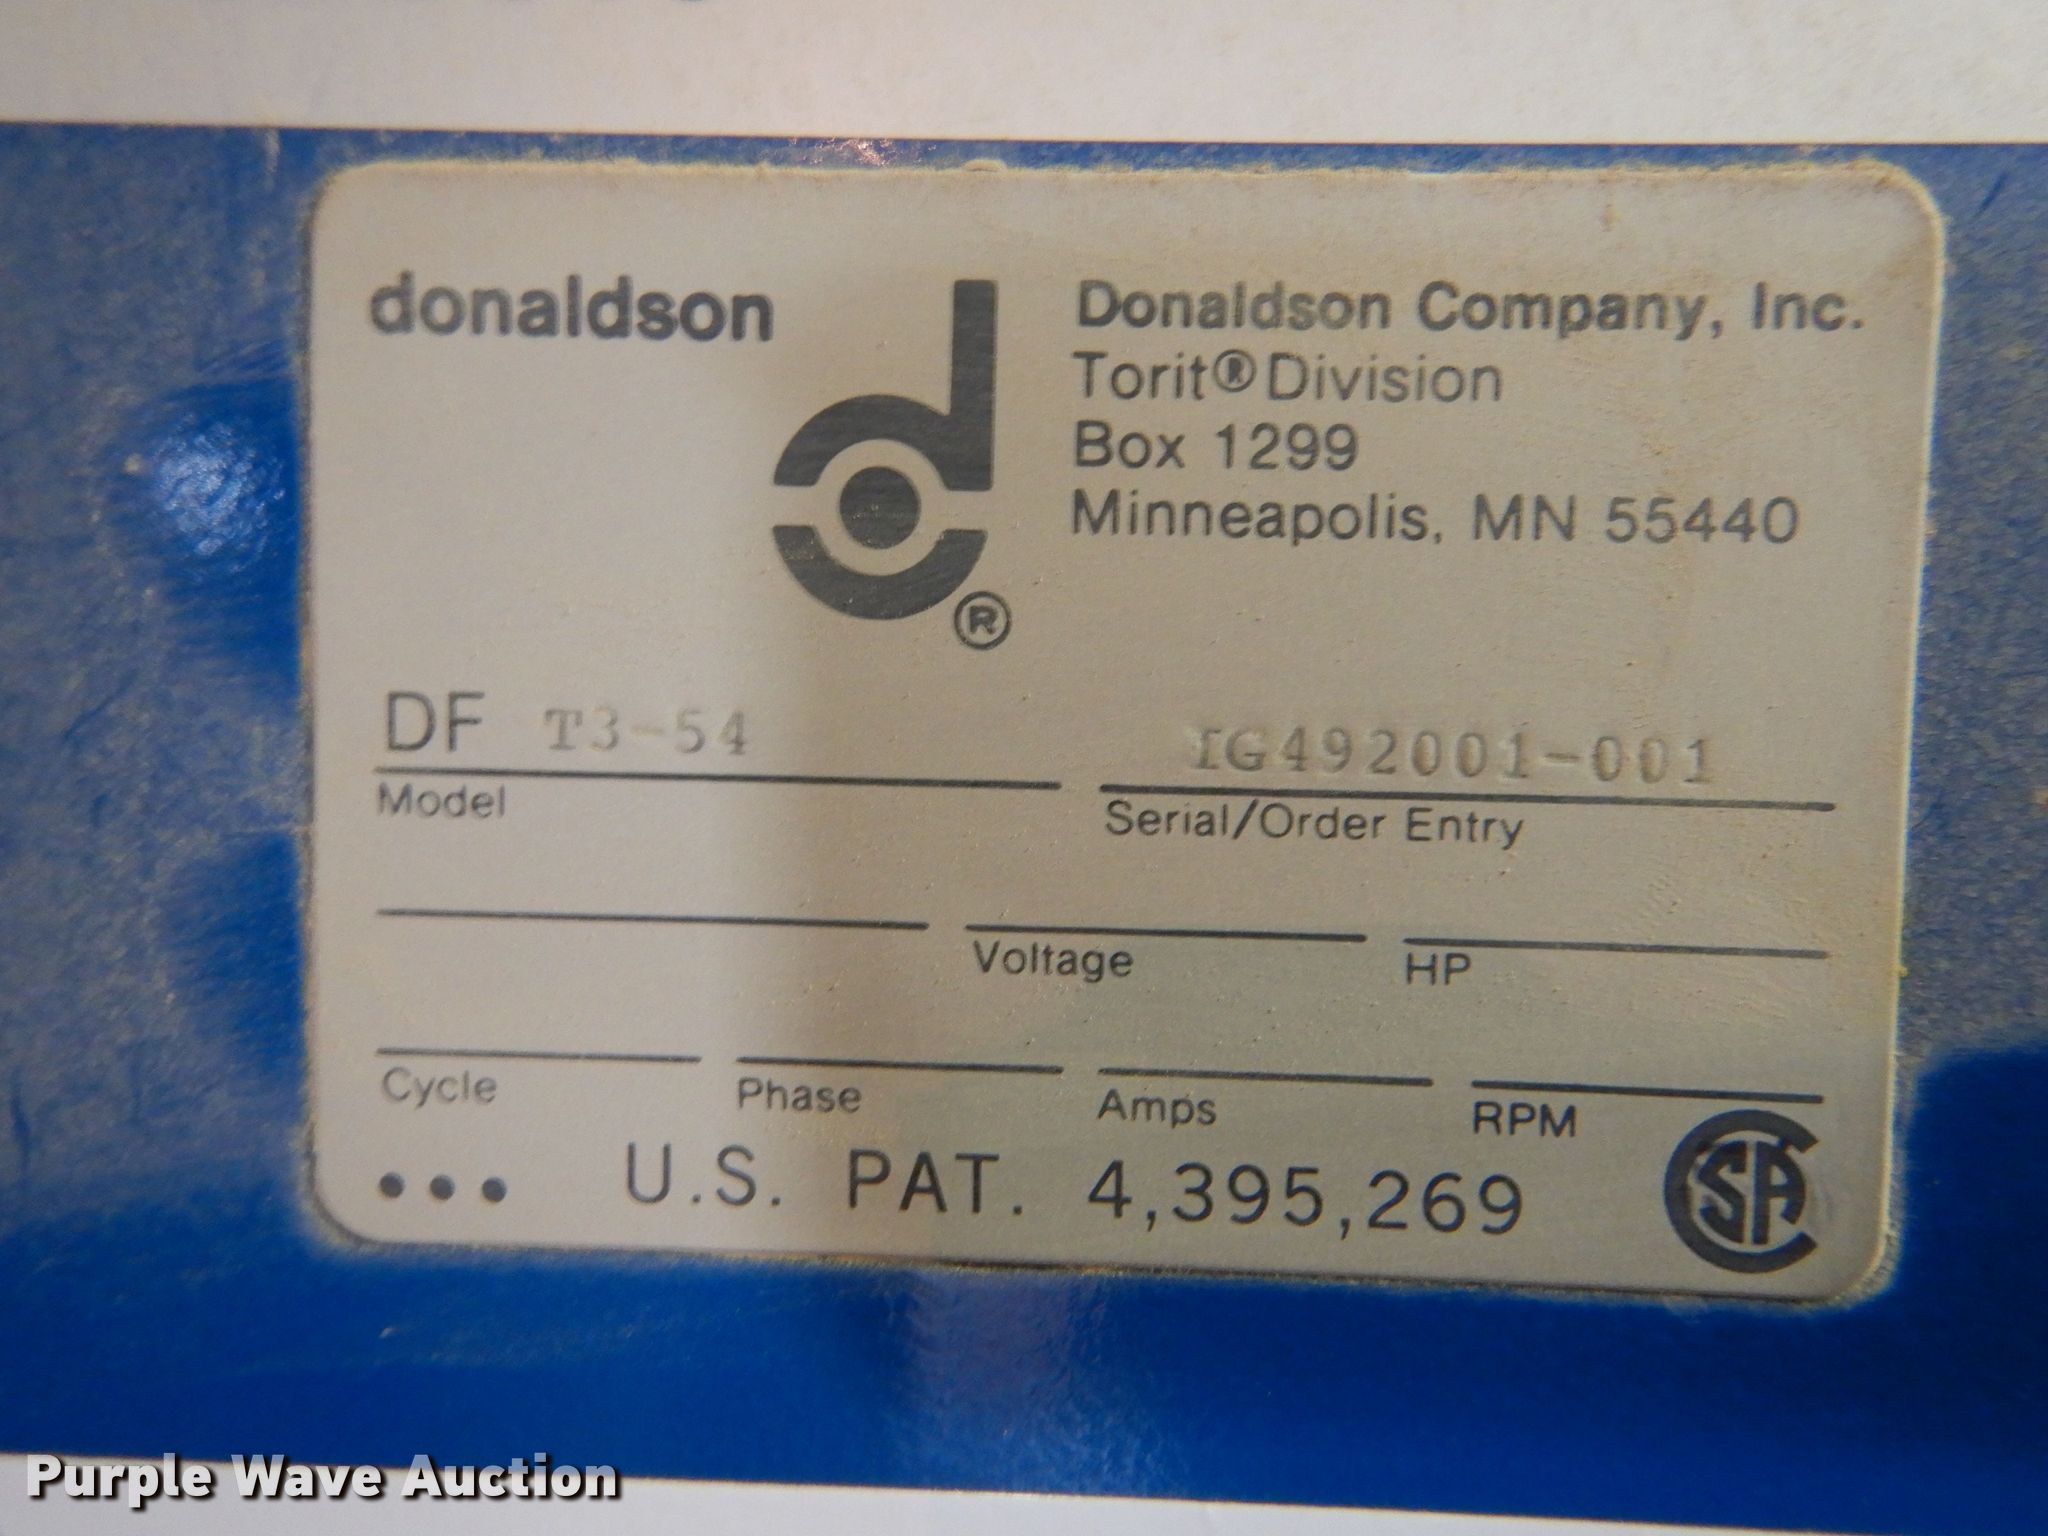 donaldson
d®
Donaldson Company, Inc.
Torit® Division
Box 1299
Minneapolis, MN 55440
DF T3-54
Model
IG492001-001
Serial/Order Entry
Voltage
HP
Cycle
Phase
Amps
RPM
••• U.S. PAT. 4,395,269
CSA
Purple Wave Auction